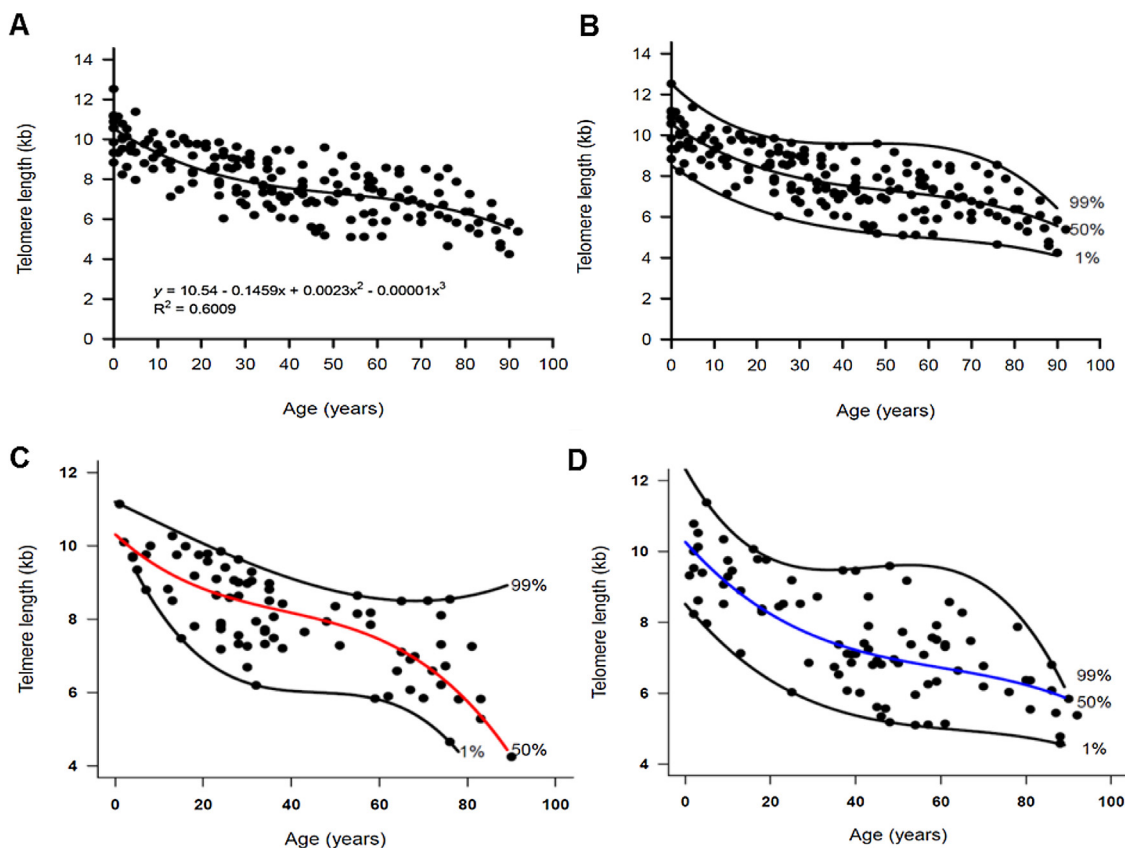 A
Telomere length (kb)
14
12
10
8
6
4
2
0
y = 10.54 - 0.1459x + 0.0023x² - 0.00001x³
R² = 0.6009
0 10 20 30 40 50 60 70 80 90 100
Age (years)
B
Telomere length (kb)
14
12
10
8
6
4
2
0
99%
50%
1%
0 10 20 30 40 50 60 70 80 90 100
Age (years)
C
Telmere length (kb)
12
10
8
6
4
99%
1%
50%
0 20 40 60 80 100
Age (years)
D
Telomere length (kb)
12
10
8
6
4
99%
50%
1%
0 20 40 60 80 100
Age (years)